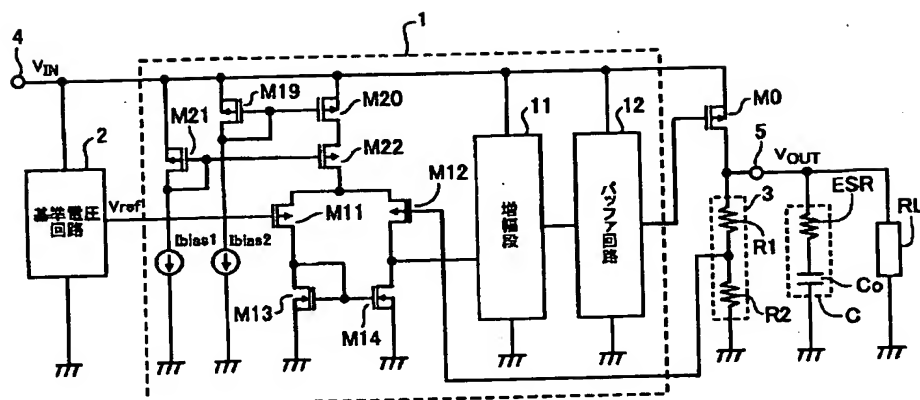 1
4
V_IN
M19
M20
M21
M22
2
基準電圧
回路
Vref
M11
M12
Ibias1
Ibias2
M13
M14
11
増幅段
12
バッファ回路
M0
5
V_OUT
3
R1
R2
ESR
Co
C
RL